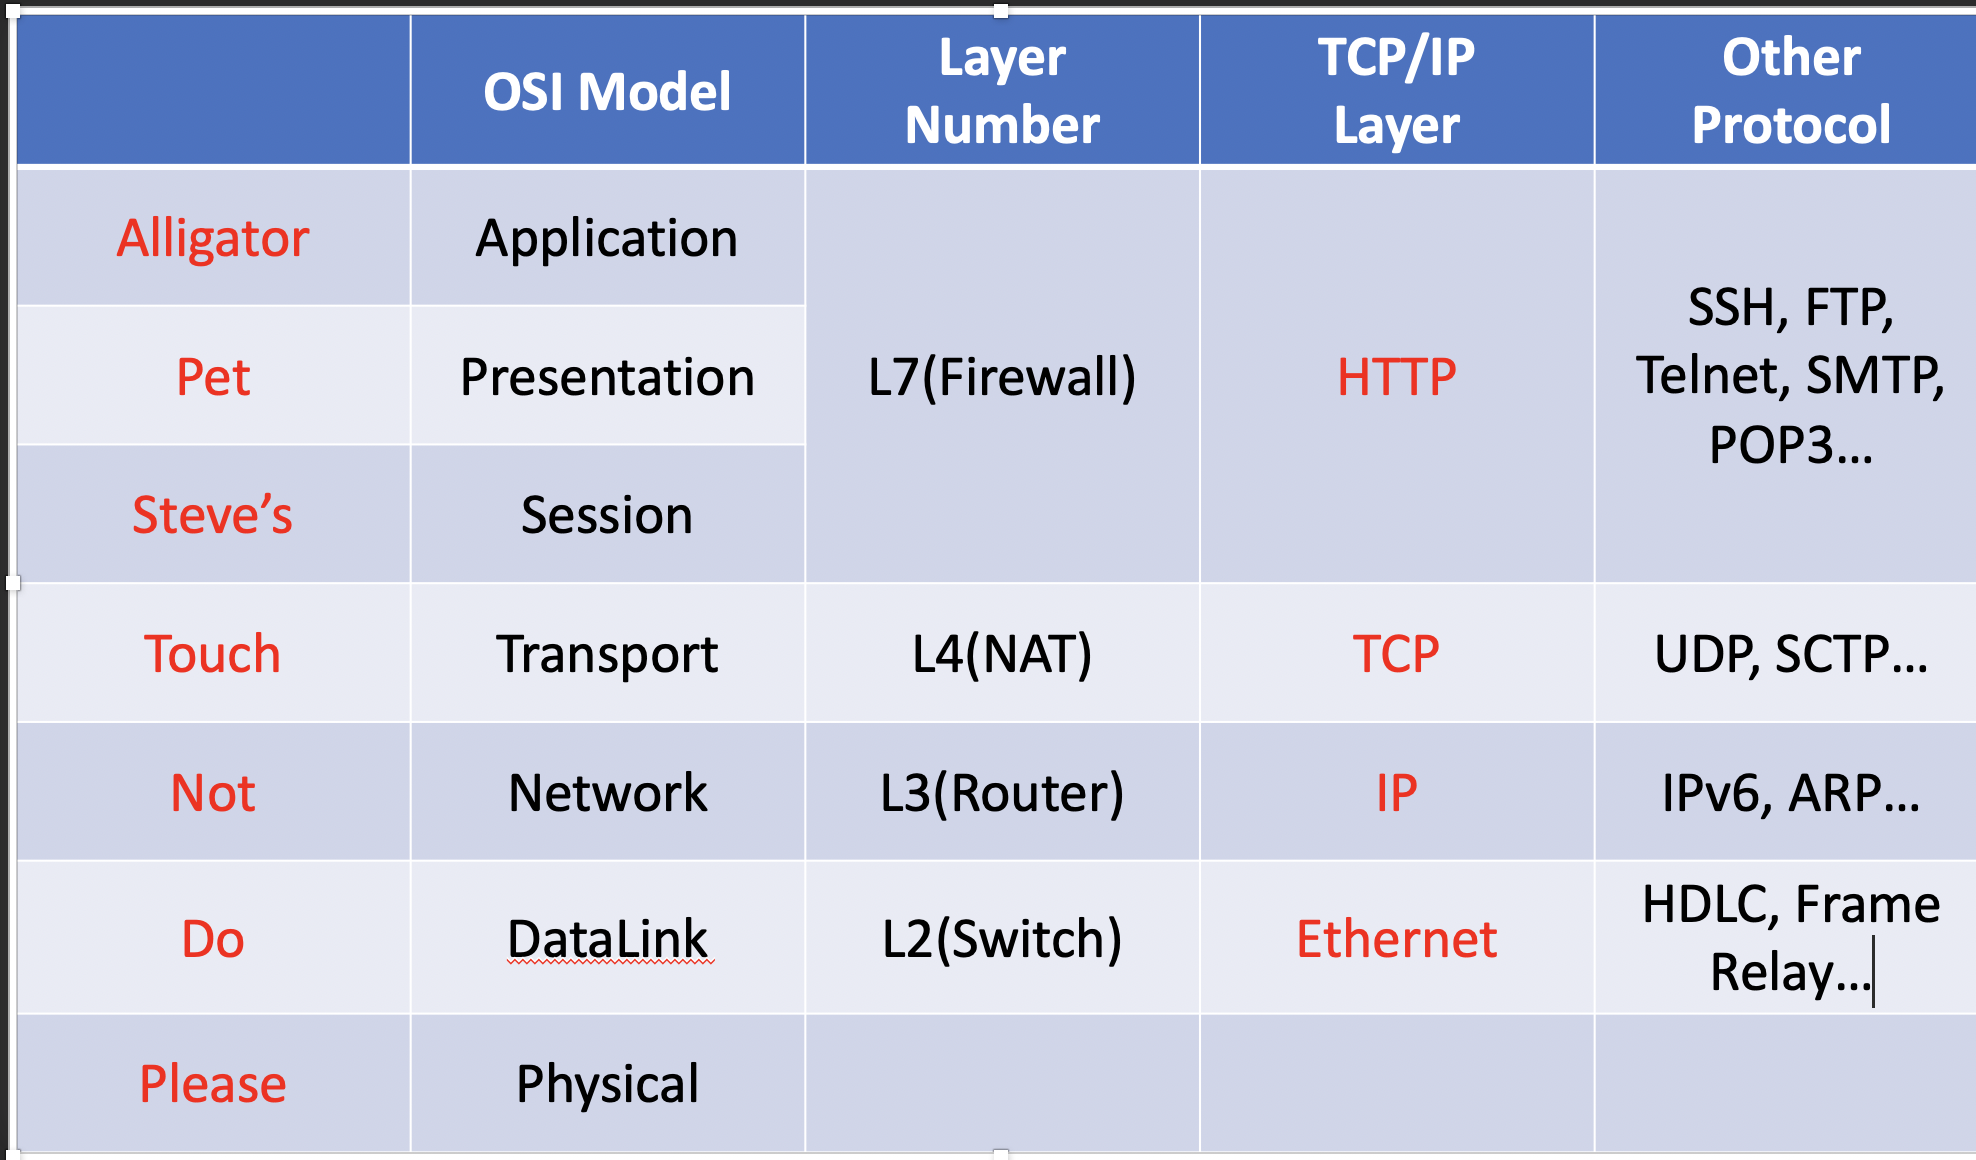 OSI Model
Layer
Number
TCP/IP
Layer
Other
Protocol
Alligator
Application
Pet
Presentation
Steve’s
Session
L7(Firewall)
HTTP
SSH, FTP,
Telnet, SMTP,
POP3...
Touch
Transport
L4(NAT)
TCP
UDP, SCTP...
Not
Network
L3(Router)
IP
IPv6, ARP...
Do
DataLink
L2(Switch)
Ethernet
HDLC, Frame
Relay...
Please
Physical